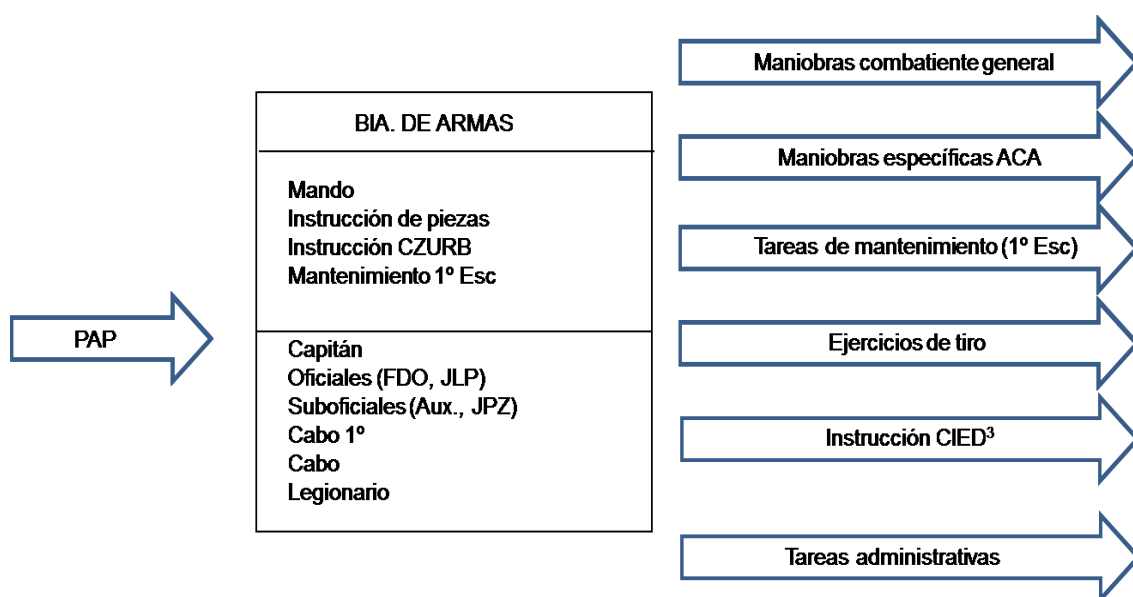 PAP
BIA. DE ARMAS
Mando
Instrucción de piezas
Instrucción CZURB
Mantenimiento 1º Esc
Capitán
Oficiales (FDO, JLP)
Suboficiales (Aux., JPZ)
Cabo 1º
Cabo
Legionario
Maniobras combatiente general
Maniobras específicas ACA
Tareas de mantenimiento (1º Esc)
Ejercicios de tiro
Instrucción CIED³
Tareas administrativas